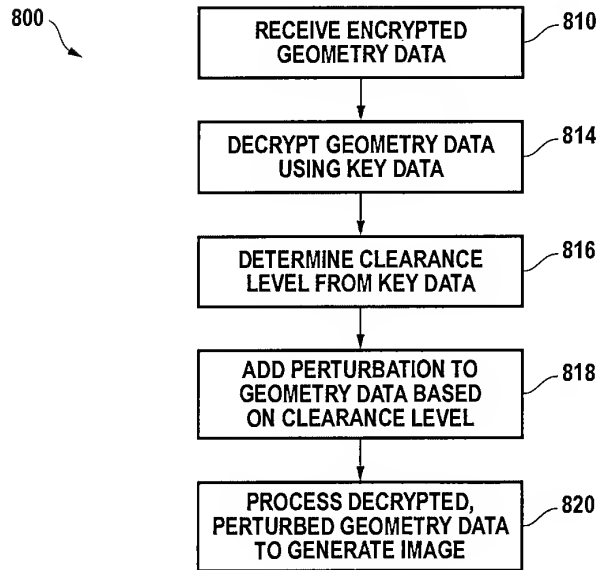 800
RECEIVE ENCRYPTED
GEOMETRY DATA
810
DECRYPT GEOMETRY DATA
USING KEY DATA
814
DETERMINE CLEARANCE
LEVEL FROM KEY DATA
816
ADD PERTURBATION TO
GEOMETRY DATA BASED
ON CLEARANCE LEVEL
818
PROCESS DECRYPTED,
PERTURBED GEOMETRY DATA
TO GENERATE IMAGE
820